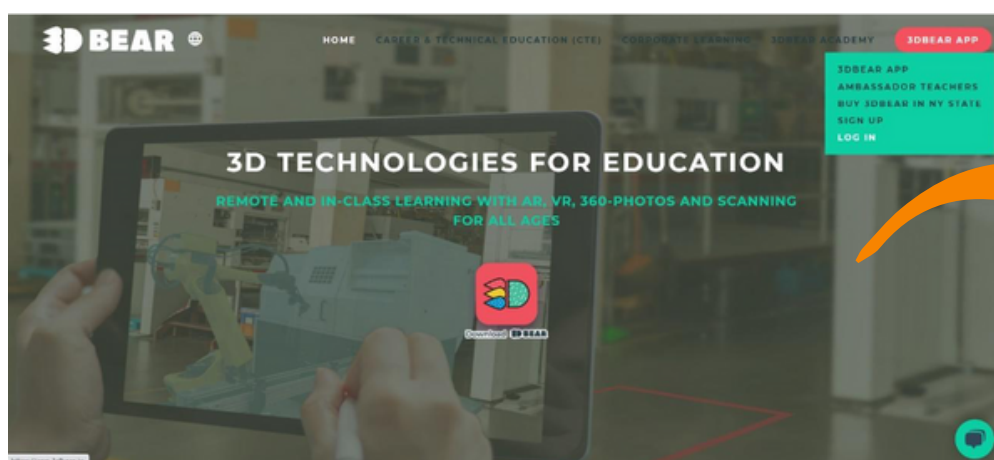 3D BEAR
HOME CAREER & TECHNICAL EDUCATION (CTE) CORPORATE LEARNING 3DBEAR ACADEMY 3DBEAR APP
3DBEAR APP
AMBASSADOR TEACHERS
BUY 3DBEAR IN NY STATE
SIGN UP
LOG IN
3D TECHNOLOGIES FOR EDUCATION
REMOTE AND IN-CLASS LEARNING WITH AR, VR, 360-PHOTOS AND SCANNING
FOR ALL AGES
3D
Download 3D BEAR